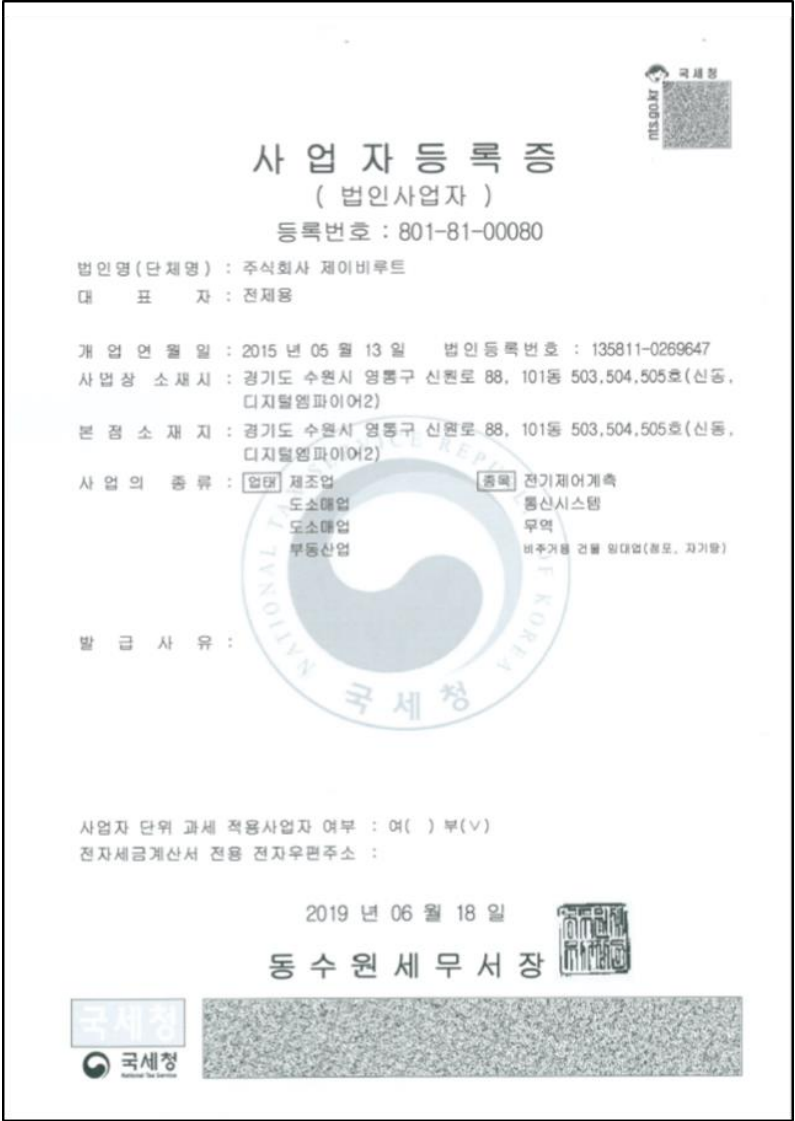 국세청
nts.go.kr
사업자등록증
( 법인사업자 )
등록번호 : 801-81-00080
법인명(단체명) : 주식회사 제이비루트
대 표 자 : 전제용
개 업 연 월 일 : 2015 년 05 월 13 일 법인등록번호 : 135811-0269647
사업장 소재지 : 경기도 수원시 영통구 신원로 88, 101동 503,504,505호(신동,
디지털엠파이어2)
본 점 소 재 지 : 경기도 수원시 영통구 신원로 88, 101동 503,504,505호(신동,
디지털엠파이어2)
사 업 의 종 류 : 업태 제조업 종목 전기제어계측
도소매업 통신시스템
도소매업 무역
부동산업 비주거용 건물 임대업(점포, 자기땅)
NATIONAL TAX SERVICE REPUBLIC OF KOREA
국세청
발 급 사 유 :
사업자 단위 과세 적용사업자 여부 : 여( ) 부(∨)
전자세금계산서 전용 전자우편주소 :
2019 년 06 월 18 일
동수원세무서장
국세청
국세청
National Tax Service